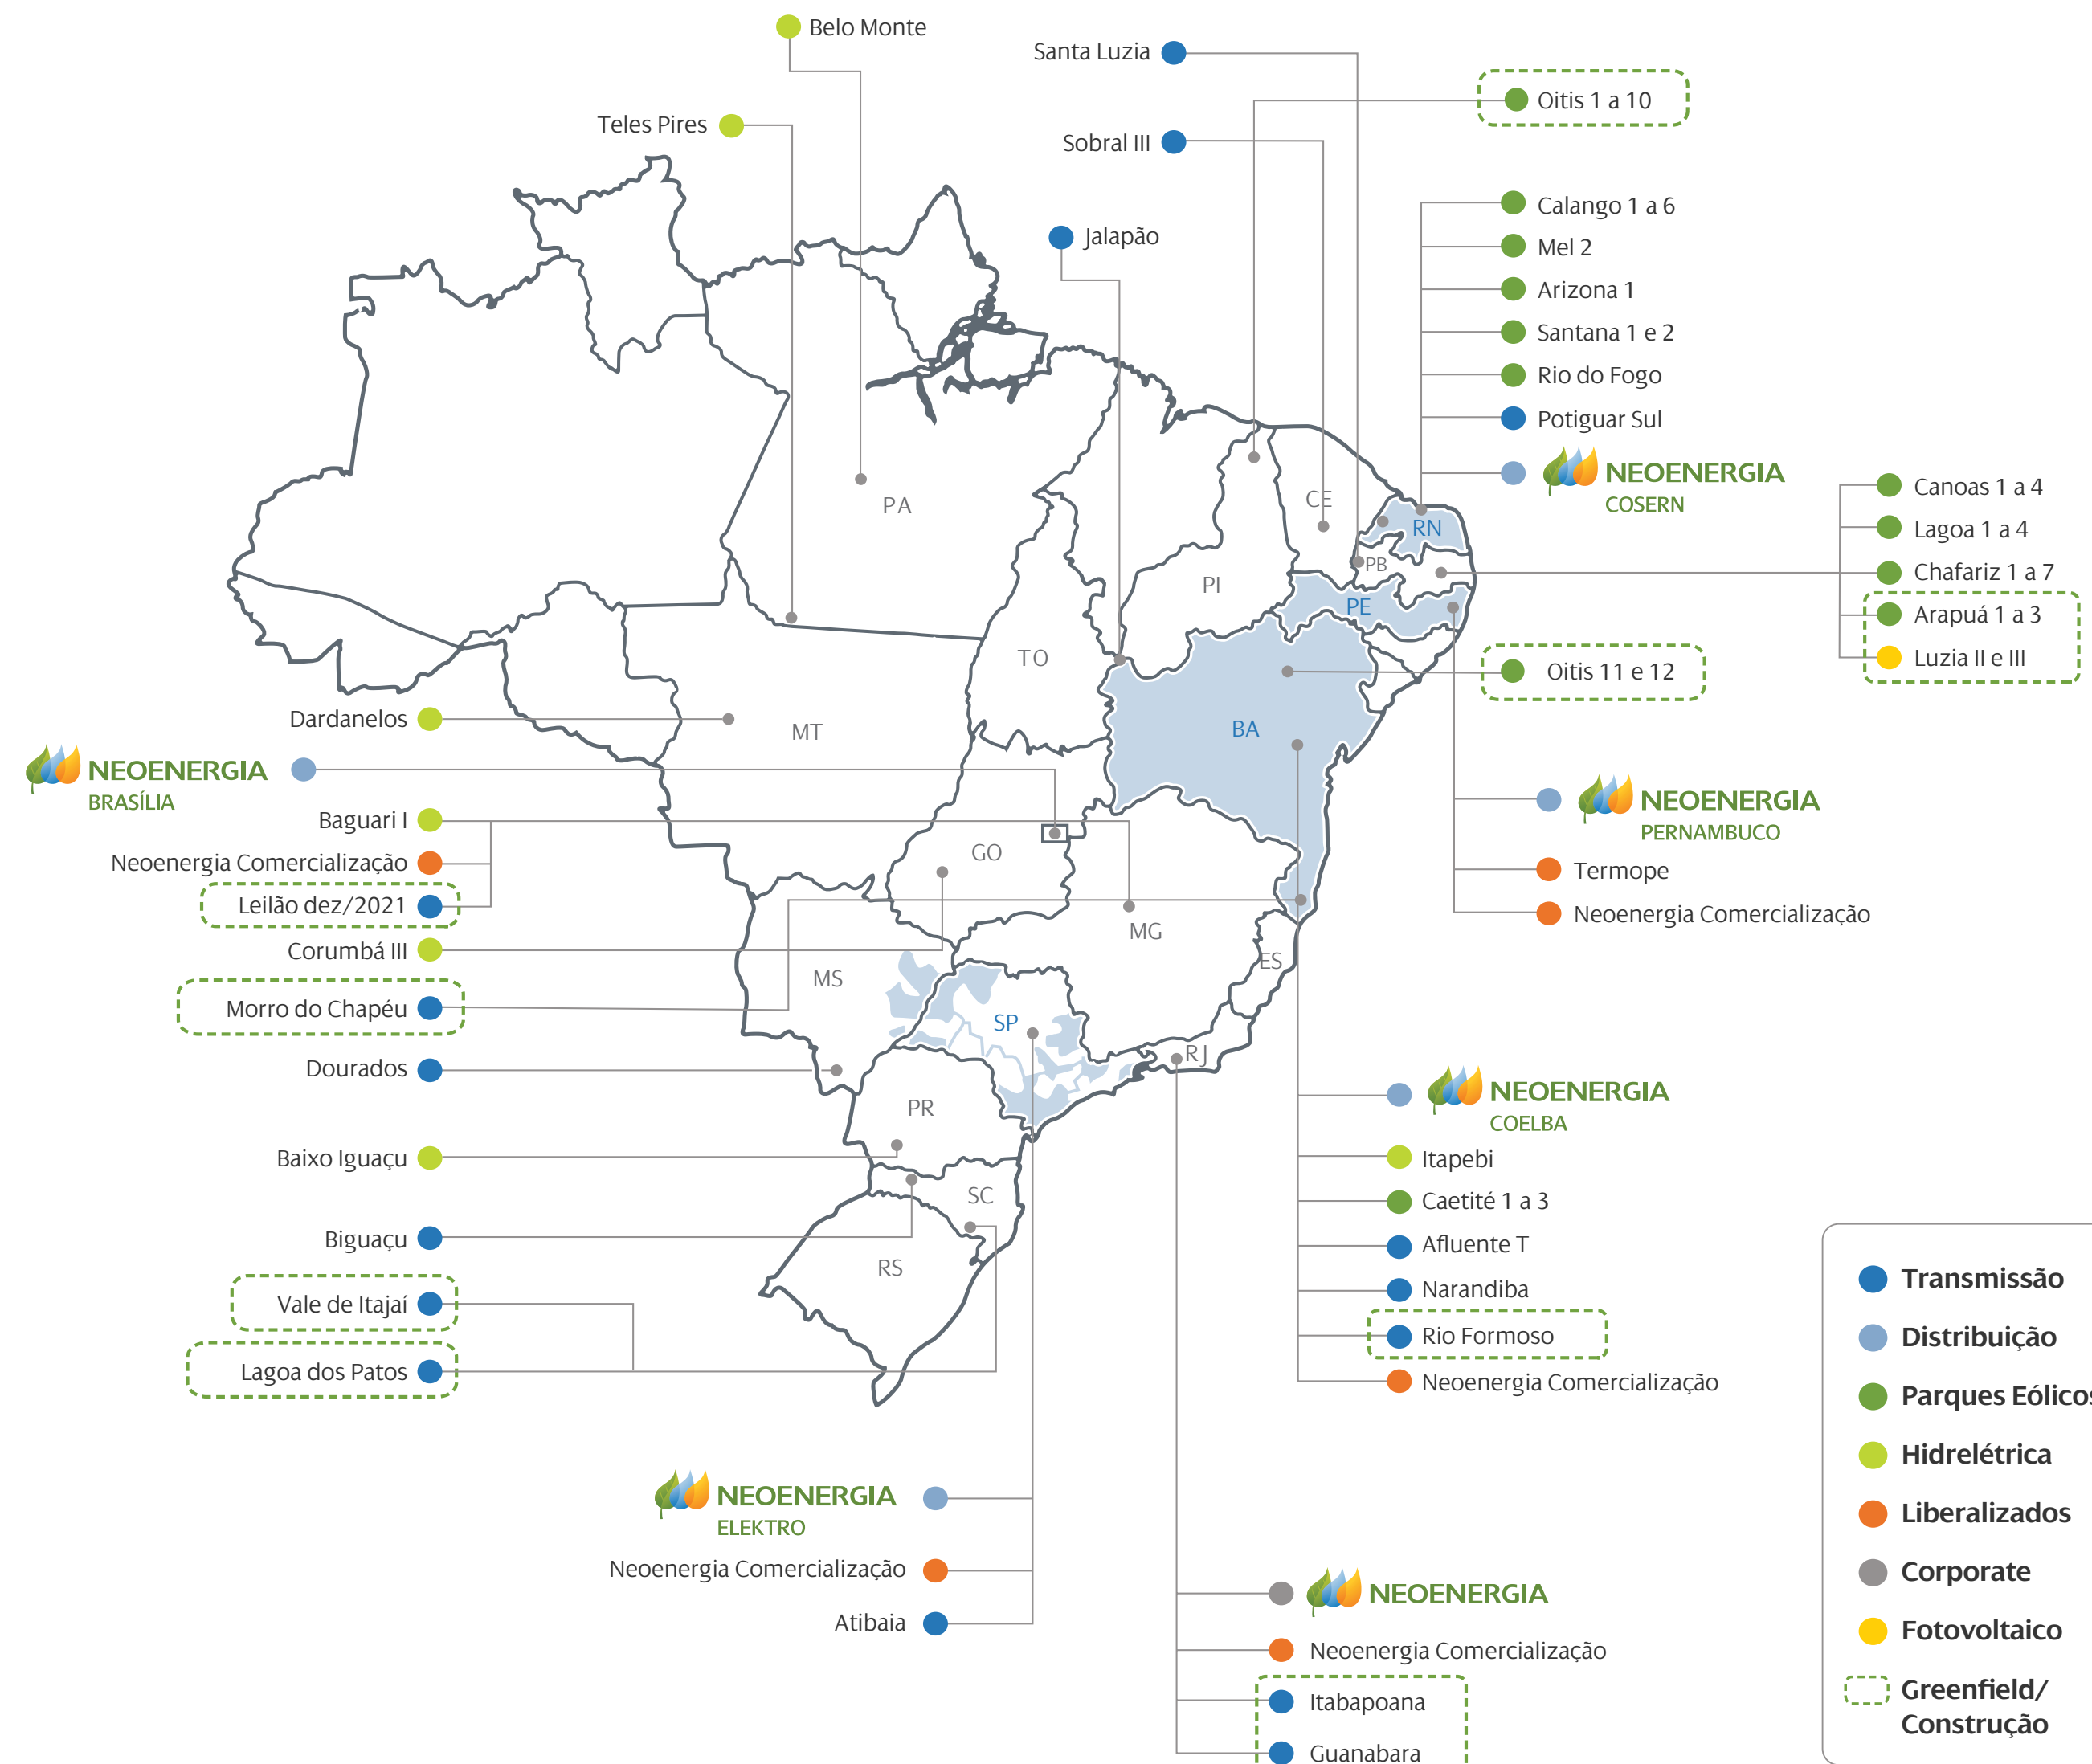 Belo Monte
Santa Luzia
Oitis 1 a 10
Teles Pires
Sobral III
Calango 1 a 6
Jalapão
Mel 2
Arizona 1
Santana 1 e 2
Rio do Fogo
Potiguar Sul
NEOENERGIA
COSERN
Canoas 1 a 4
Lagoa 1 a 4
Chafariz 1 a 7
Arapuá 1 a 3
Luzia II e III
PA
CE
RN
PB
PI
PE
TO
Oitis 11 e 12
BA
MT
Dardanelos
NEOENERGIA
BRASÍLIA
Baguari I
Neoenergia Comercialização
Leilão dez/2021
Corumbá III
Morro do Chapéu
Dourados
Baixo Iguaçu
Biguaçu
Vale de Itajaí
Lagoa dos Patos
GO
MG
ES
MS
SP
RJ
PR
SC
RS
NEOENERGIA
PERNAMBUCO
Termope
Neoenergia Comercialização
NEOENERGIA
COELBA
Itapebi
Caetité 1 a 3
Afluente T
Narandiba
Rio Formoso
Neoenergia Comercialização
NEOENERGIA
ELEKTRO
Neoenergia Comercialização
Atibaia
NEOENERGIA
Neoenergia Comercialização
Itabapoana
Guanabara
Transmissão
Distribuição
Parques Eólicos
Hidrelétrica
Liberalizados
Corporate
Fotovoltaico
Greenfield/
Construção